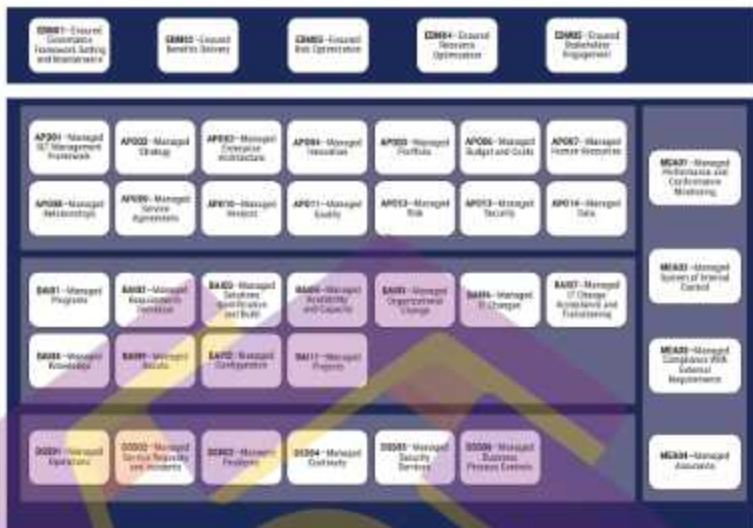 EDM01—Ensured
Governance
Framework Setting
and Maintenance
EDM02—Ensured
Benefits Delivery
EDM03—Ensured
Risk Optimization
EDM04—Ensured
Resource
Optimization
EDM05—Ensured
Stakeholder
Engagement
APO01—Managed
I&T Management
Framework
APO02—Managed
Strategy
APO03—Managed
Enterprise
Architecture
APO04—Managed
Innovation
APO05—Managed
Portfolio
APO06—Managed
Budget and Costs
APO07—Managed
Human Resources
APO08—Managed
Relationships
APO09—Managed
Service
Agreements
APO10—Managed
Vendors
APO11—Managed
Quality
APO12—Managed
Risk
APO13—Managed
Security
APO14—Managed
Data
BAI01—Managed
Programs
BAI02—Managed
Requirements
Definition
BAI03—Managed
Solutions
Identification
and Build
BAI04—Managed
Availability
and Capacity
BAI05—Managed
Organizational
Change
BAI06—Managed
IT Changes
BAI07—Managed
IT Change
Acceptance and
Transitioning
BAI08—Managed
Knowledge
BAI09—Managed
Assets
BAI10—Managed
Configuration
BAI11—Managed
Projects
DSS01—Managed
Operations
DSS02—Managed
Service Requests
and Incidents
DSS03—Managed
Problems
DSS04—Managed
Continuity
DSS05—Managed
Security
Services
DSS06—Managed
Business
Process Controls
MEA01—Managed
Performance and
Conformance
Monitoring
MEA02—Managed
System of Internal
Control
MEA03—Managed
Compliance With
External
Requirements
MEA04—Managed
Assurance